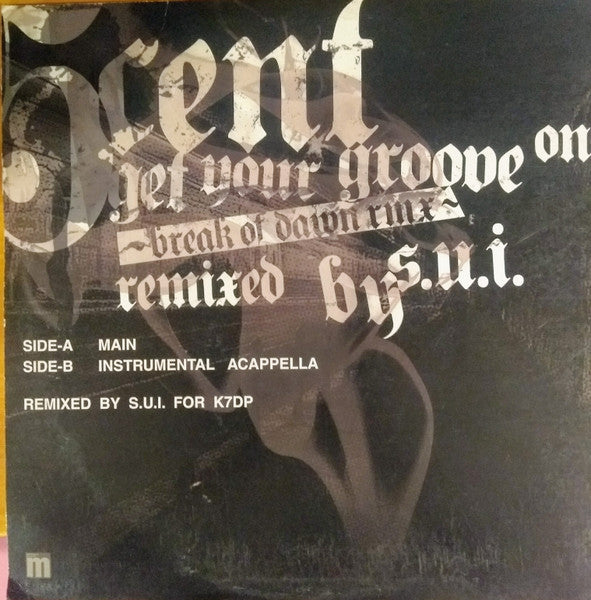 Scent
get your groove on
~break of dawn rmx~
remixed by s.u.i.
SIDE-A MAIN
SIDE-B INSTRUMENTAL ACAPPELLA
REMIXED BY S.U.I. FOR K7DP
m